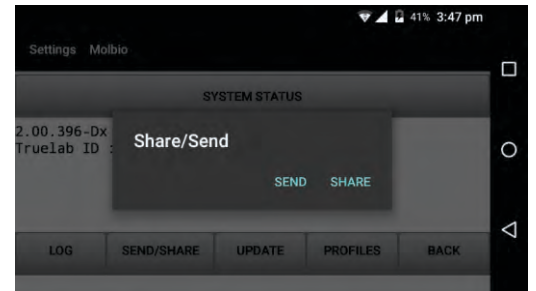 41% 3:47 pm
Settings Molbio
SYSTEM STATUS
2.00.396-Dx
Truelab ID :
Share/Send
SEND SHARE
LOG SEND/SHARE UPDATE PROFILES BACK